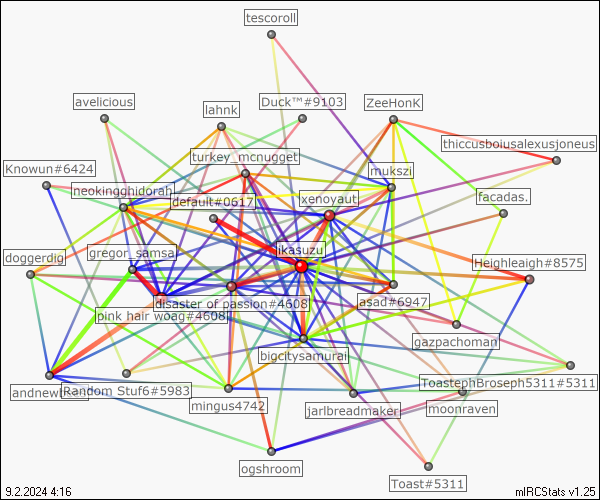 tescoroll
avelicious
lahnk
Duck™#9103
ZeeHonK
thiccusboiusalexusjoneus
turkey_mcnugget
Knowun#6424
mukszi
neokingghidorah
default#0617
xenoyaut
facadas.
gregor_samsa
jikasuzu
doggerdig
Heighleaigh#8575
disaster of passion#4608
asad#6947
pink hair woag#4608
gazpachoman
bigcitysamurai
Random Stuf6#5983
ToastephBroseph5311#5311
mingus4742
jarlbreadmaker
moonraven
ogshroom
Toast#5311
9.2.2024 4:16
mIRCStats v1.25